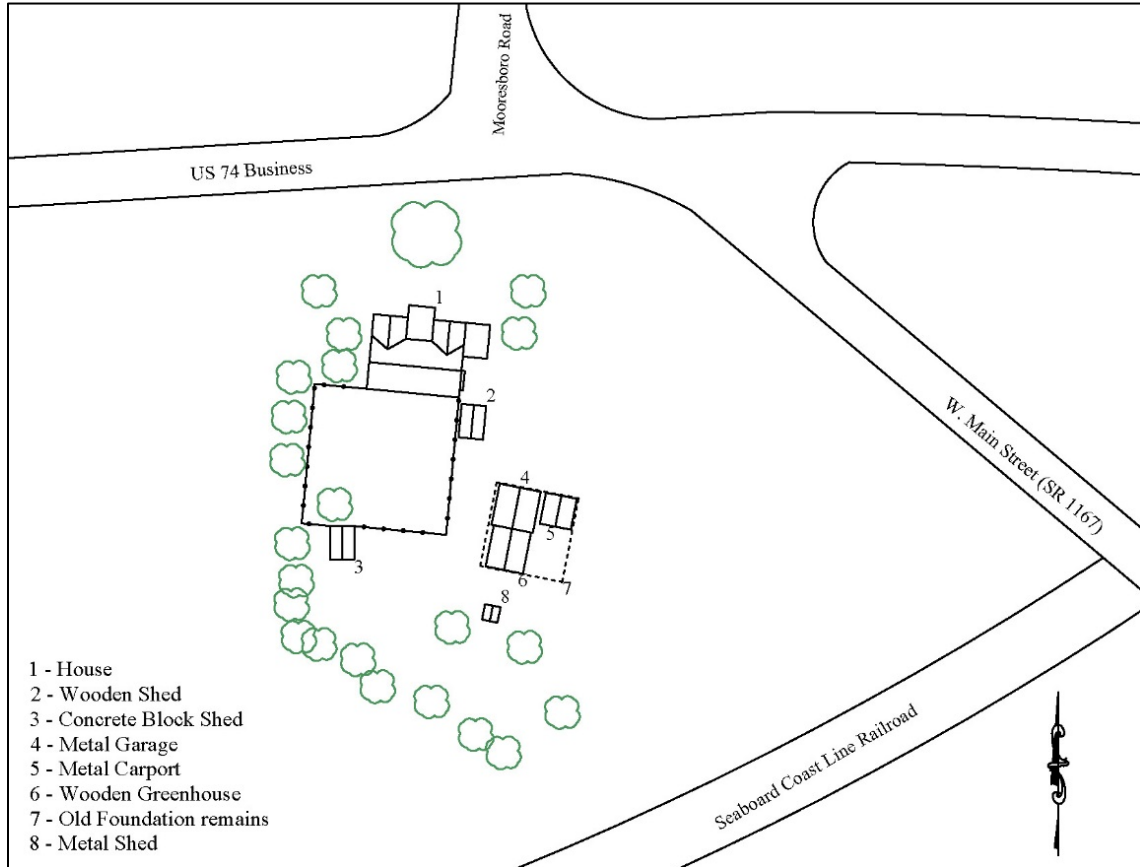 Mooresboro Road
US 74 Business
1
2
W. Main Street (SR 1167)
4
5
3
6
7
8
1 - House
2 - Wooden Shed
3 - Concrete Block Shed
4 - Metal Garage
5 - Metal Carport
6 - Wooden Greenhouse
7 - Old Foundation remains
8 - Metal Shed
Seaboard Coast Line Railroad